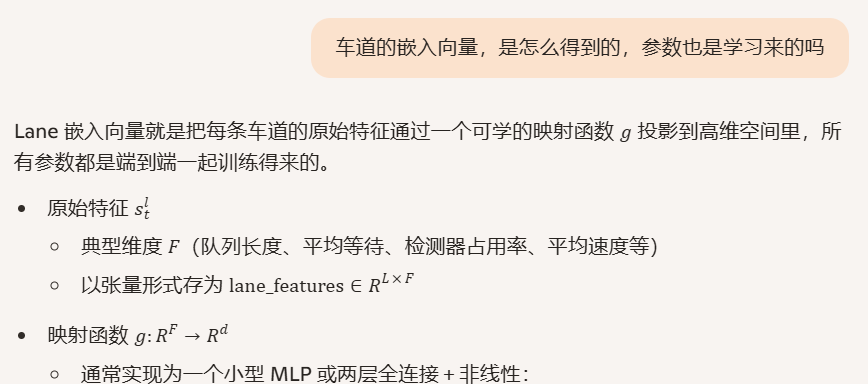 车道的嵌入向量，是怎么得到的，参数也是学习来的吗
Lane 嵌入向量就是把每条车道的原始特征通过一个可学的映射函数 g 投影到高维空间里，所
有参数都是端到端一起训练得来的。
• 原始特征 s_t^l
○ 典型维度 F（队列长度、平均等待、检测器占用率、平均速度等）
○ 以张量形式存为 lane_features ∈ R^{L×F}
• 映射函数 g: R^F → R^d
○ 通常实现为一个小型 MLP 或两层全连接 + 非线性：